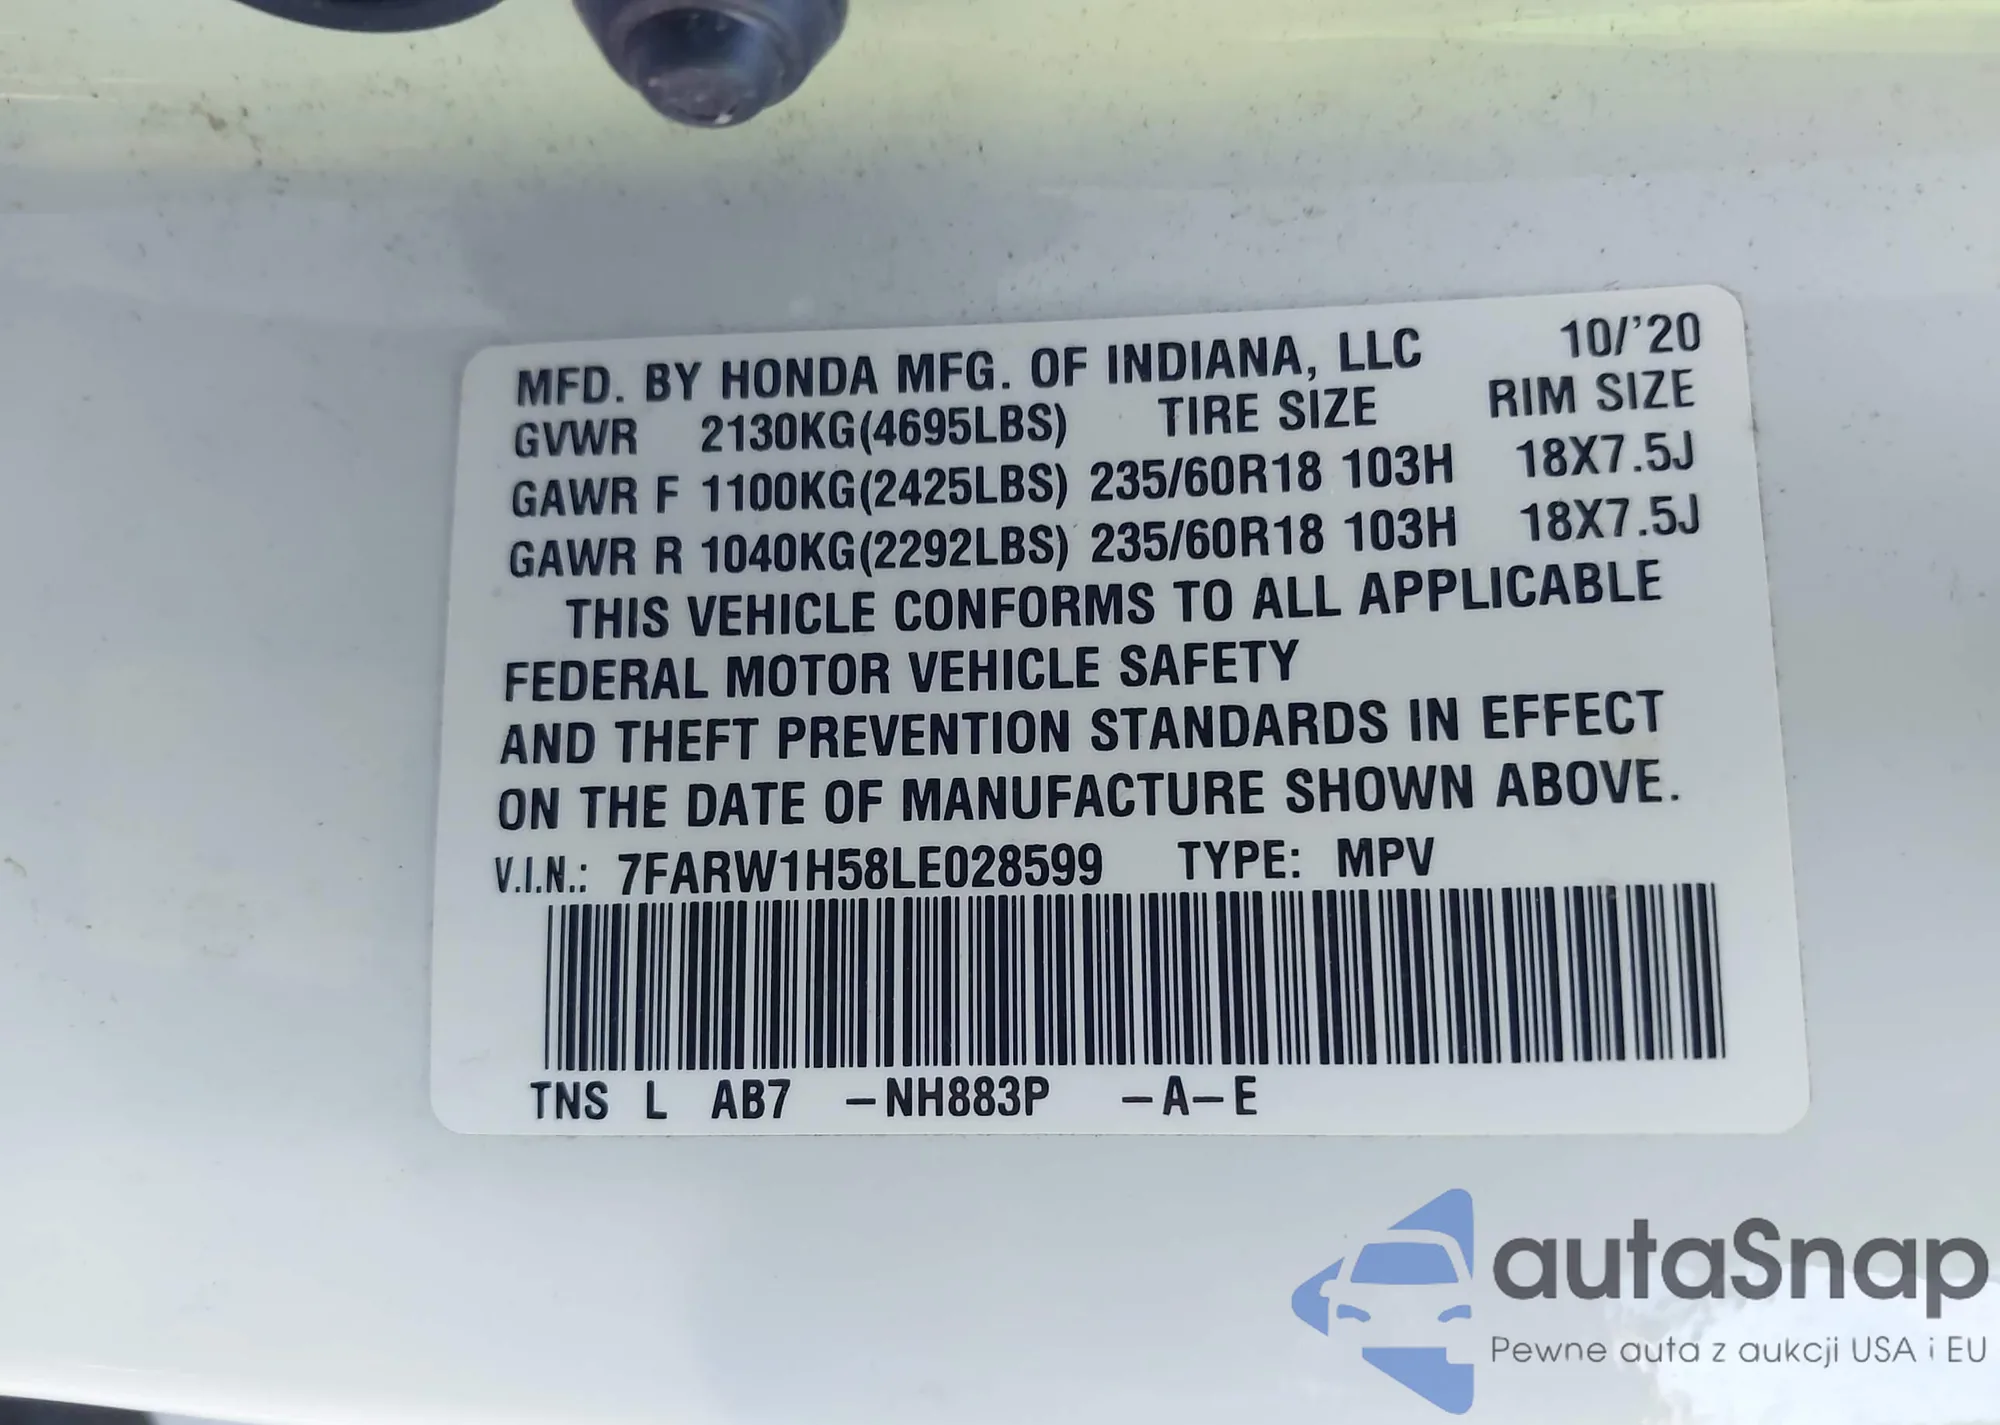 MFD. BY HONDA MFG. OF INDIANA, LLC 10/'20
GVWR 2130KG(4695LBS) TIRE SIZE RIM SIZE
GAWR F 1100KG(2425LBS) 235/60R18 103H 18X7.5J
GAWR R 1040KG(2292LBS) 235/60R18 103H 18X7.5J
THIS VEHICLE CONFORMS TO ALL APPLICABLE
FEDERAL MOTOR VEHICLE SAFETY
AND THEFT PREVENTION STANDARDS IN EFFECT
ON THE DATE OF MANUFACTURE SHOWN ABOVE.
V.I.N.: 7FARW1H58LE028599 TYPE: MPV
TNS L AB7 –NH883P –A–E
autaSnap
Pewne auta z aukcji USA i EU